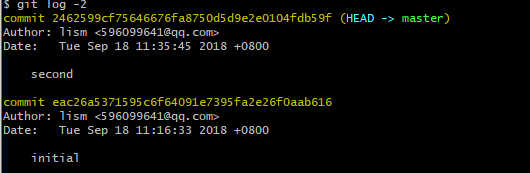 $ git log -2
commit 2462599cf75646676fa8750d5d9e2e0104fdb59f (HEAD -> master)
Author: lism <596099641@qq.com>
Date:   Tue Sep 18 11:35:45 2018 +0800
    second
commit eac26a5371595c6f64091e7395fa2e26f0aab616
Author: lism <596099641@qq.com>
Date:   Tue Sep 18 11:16:33 2018 +0800
    initial